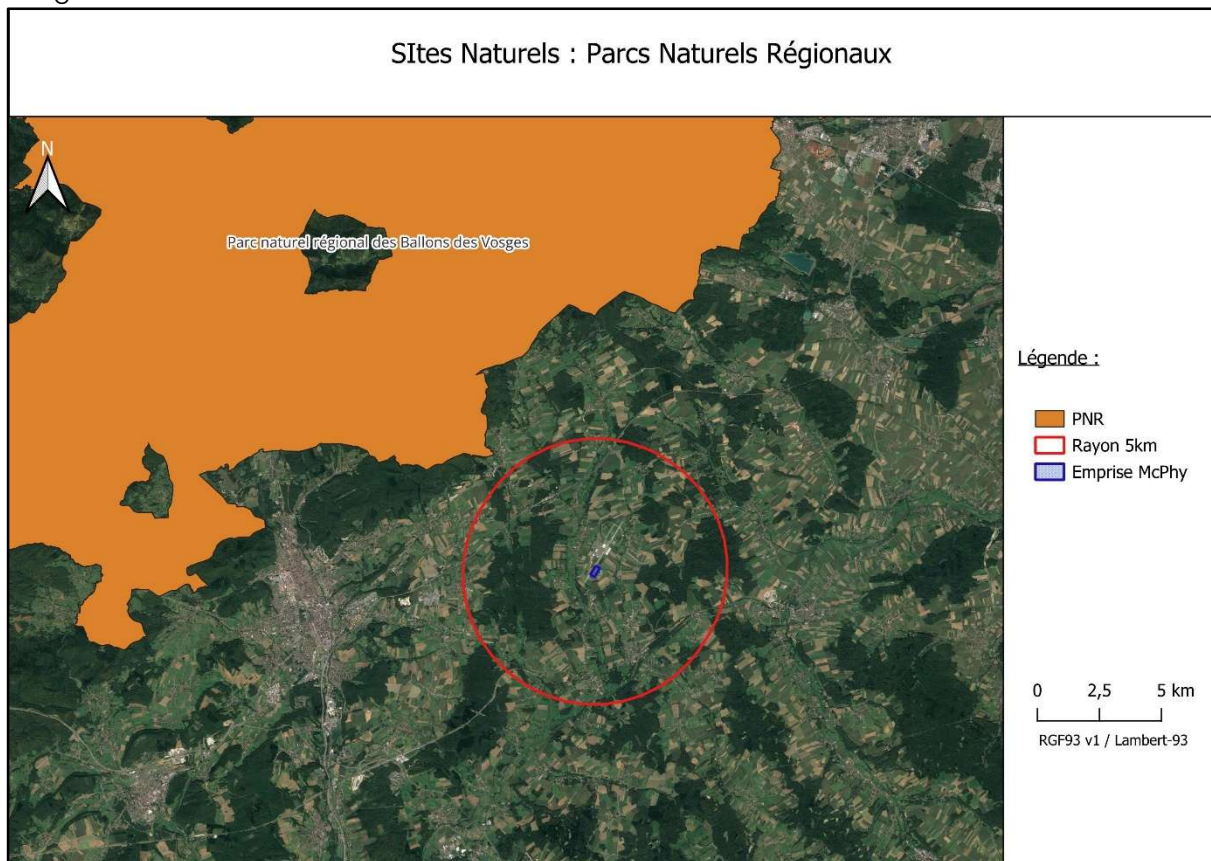 SItes Naturels : Parcs Naturels Régionaux
N
Parc naturel régional des Ballons des Vosges
Légende :
PNR
Rayon 5km
Emprise McPhy
0 2,5 5 km
RGF93 v1 / Lambert-93